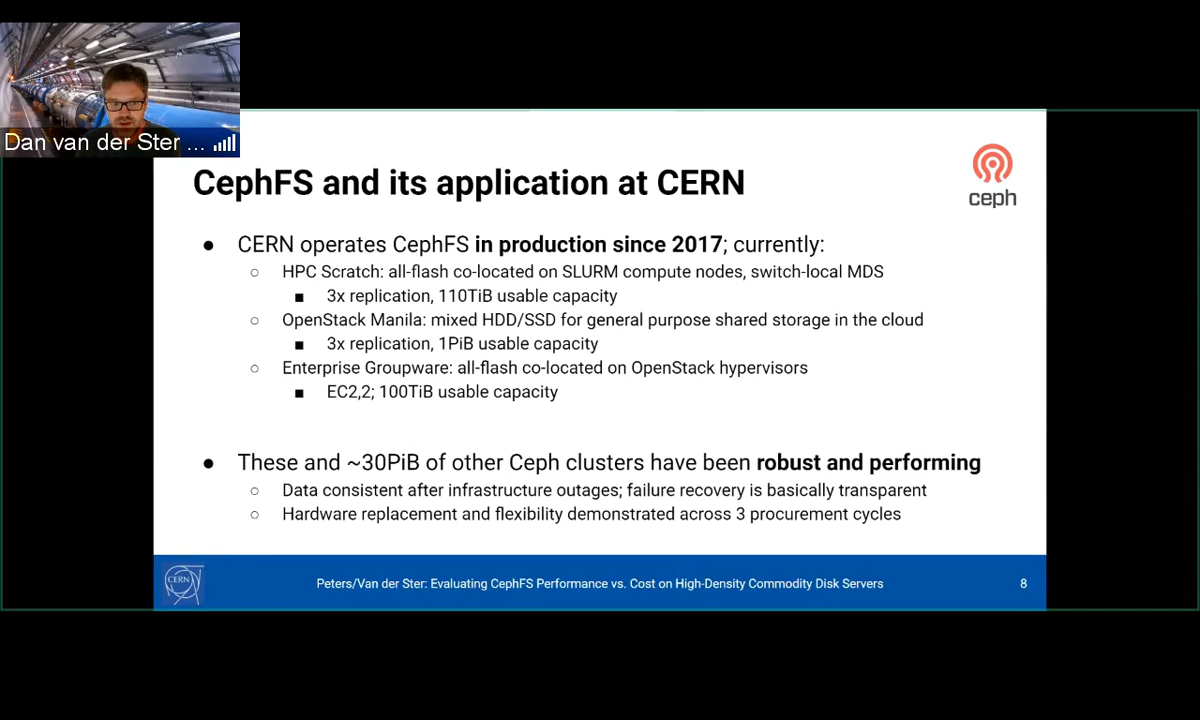 Dan van der Ster ...
CephFS and its application at CERN
ceph
● CERN operates CephFS in production since 2017; currently:
○ HPC Scratch: all-flash co-located on SLURM compute nodes, switch-local MDS
■ 3x replication, 110TiB usable capacity
○ OpenStack Manila: mixed HDD/SSD for general purpose shared storage in the cloud
■ 3x replication, 1PiB usable capacity
○ Enterprise Groupware: all-flash co-located on OpenStack hypervisors
■ EC2,2; 100TiB usable capacity
● These and ~30PiB of other Ceph clusters have been robust and performing
○ Data consistent after infrastructure outages; failure recovery is basically transparent
○ Hardware replacement and flexibility demonstrated across 3 procurement cycles
CERN
Peters/Van der Ster: Evaluating CephFS Performance vs. Cost on High-Density Commodity Disk Servers
8